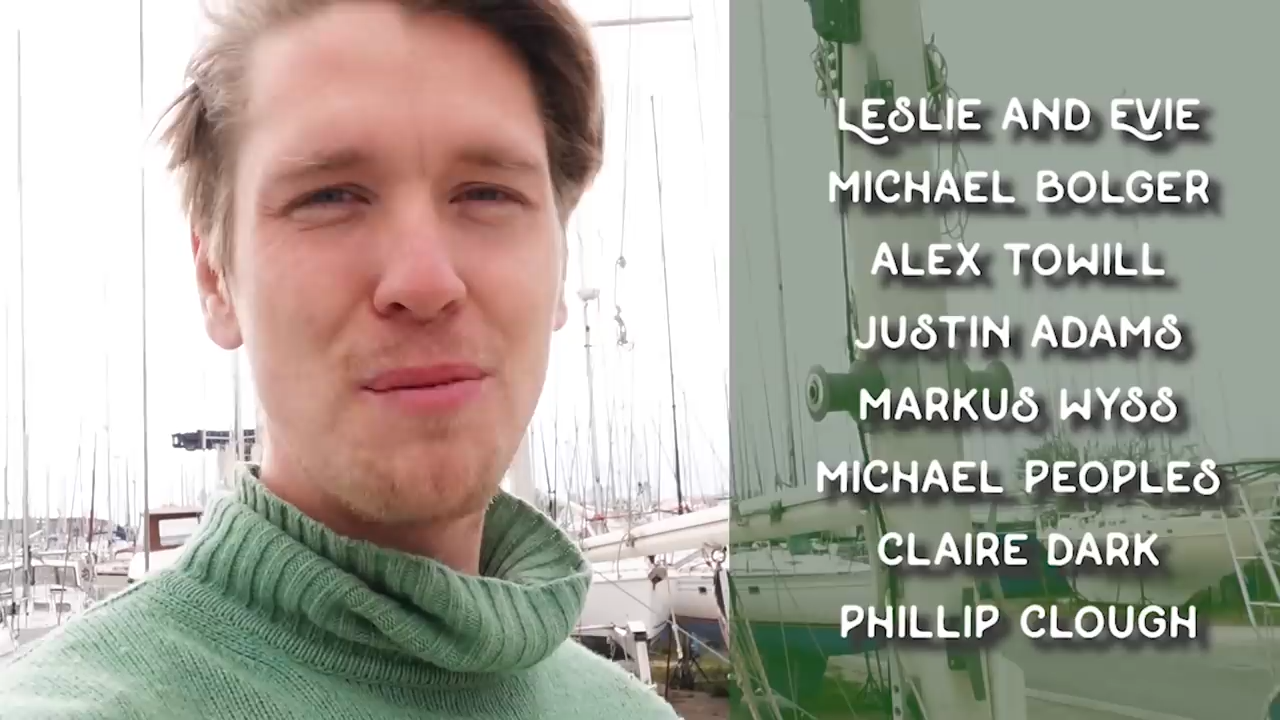 LESLIE AND EVIE
MICHAEL BOLGER
ALEX TOWILL
JUSTIN ADAMS
MARKUS WYSS
MICHAEL PEOPLES
CLAIRE DARK
PHILLIP CLOUGH